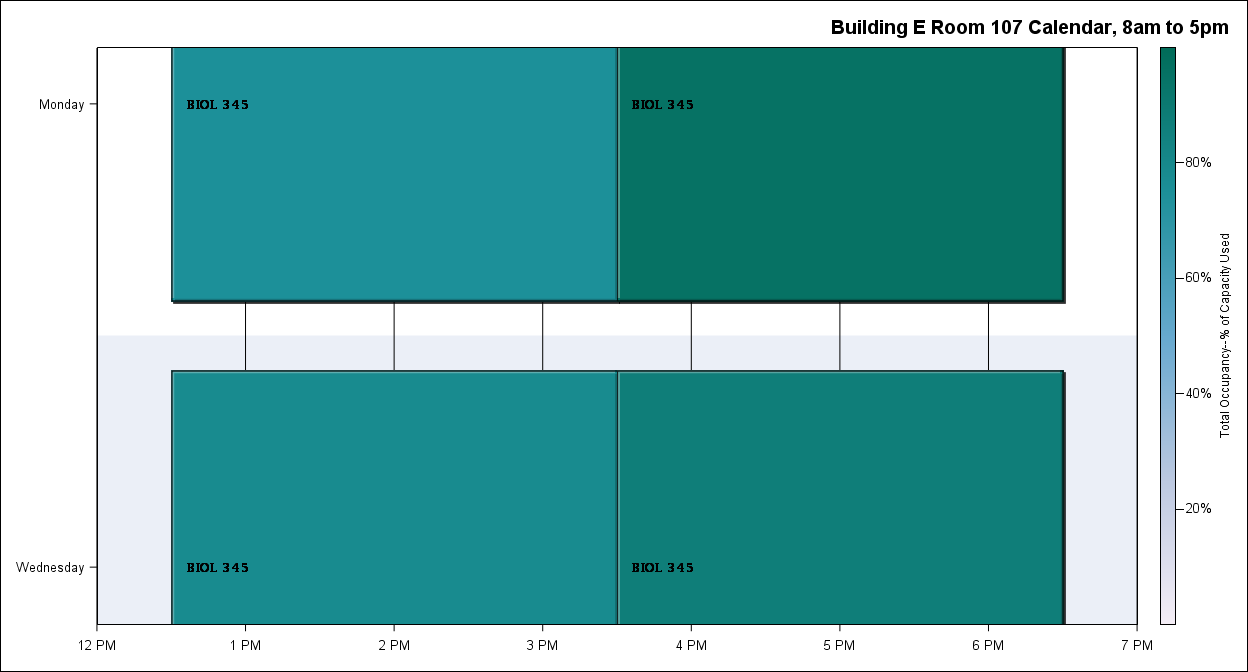 Building E Room 107 Calendar, 8am to 5pm
Monday
BIOL 345
BIOL 345
Wednesday
BIOL 345
BIOL 345
12 PM
1 PM
2 PM
3 PM
4 PM
5 PM
6 PM
7 PM
80%
60%
40%
20%
Total Occupancy--% of Capacity Used